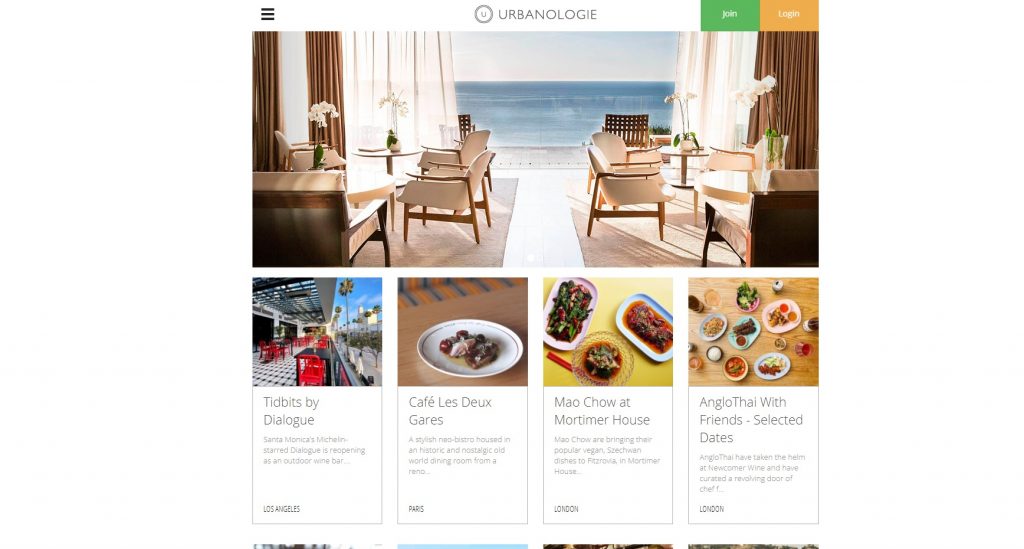 U URBANOLOGIE
Join
Login
Tidbits by
Dialogue
Santa Monica's Michelin-
starred Dialogue is reopening
as an outdoor wine bar....
LOS ANGELES
Café Les Deux
Gares
A stylish neo-bistro housed in
an historic and nostalgic old
world dining room from a
reno...
PARIS
Mao Chow at
Mortimer House
Mao Chow are bringing their
popular vegan, Szechwan
dishes to Fitzrovia, in Mortimer
House...
LONDON
AngloThai With
Friends - Selected
Dates
AngloThai have taken the helm
at Newcomer Wine and have
curated a revolving door of
chef f...
LONDON